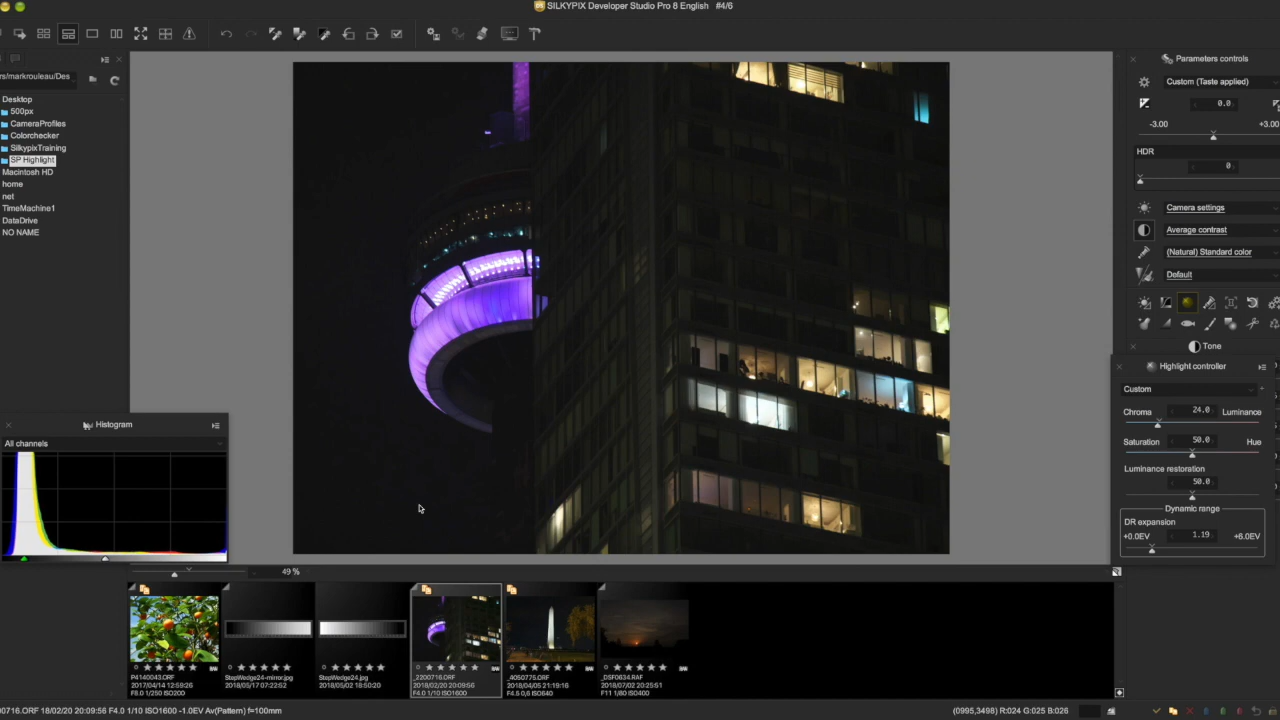 SILKYPIX Developer Studio Pro 8 English #4/6
rs/markrouleau/Des
Desktop
500px
CameraProfiles
Colorchecker
SilkypixTraining
SP Highlight
Macintosh HD
home
net
TimeMachine1
DataDrive
NO NAME
Parameters controls
Custom (Taste applied)
0.0
-3.00 +3.00
HDR
0
Camera settings
Average contrast
(Natural) Standard color
Default
Tone
Highlight controller
Custom
Chroma 24.0 Luminance
Saturation 50.0 Hue
Luminance restoration
50.0
Dynamic range
DR expansion
+0.0EV 1.19 +6.0EV
Histogram
All channels
49 %
P4140043.ORF
2017/04/14 12:59:26
F8.0 1/250 ISO200
StepWedge24-mirror.jpg
2018/05/17 07:22:52
StepWedge24.jpg
2018/05/02 18:50:20
_2200716.ORF
2018/02/20 20:09:56
F4.0 1/10 ISO1600
_4050775.ORF
2018/04/05 21:19:16
F4.5 0,6 ISO640
_DSF0634.RAF
2018/07/02 20:25:51
F11 1/80 ISO400
00716.ORF 18/02/20 20:09:56 F4.0 1/10 ISO1600 -1.0EV Av(Pattern) f=100mm
(0995,3498) R:024 G:025 B:026